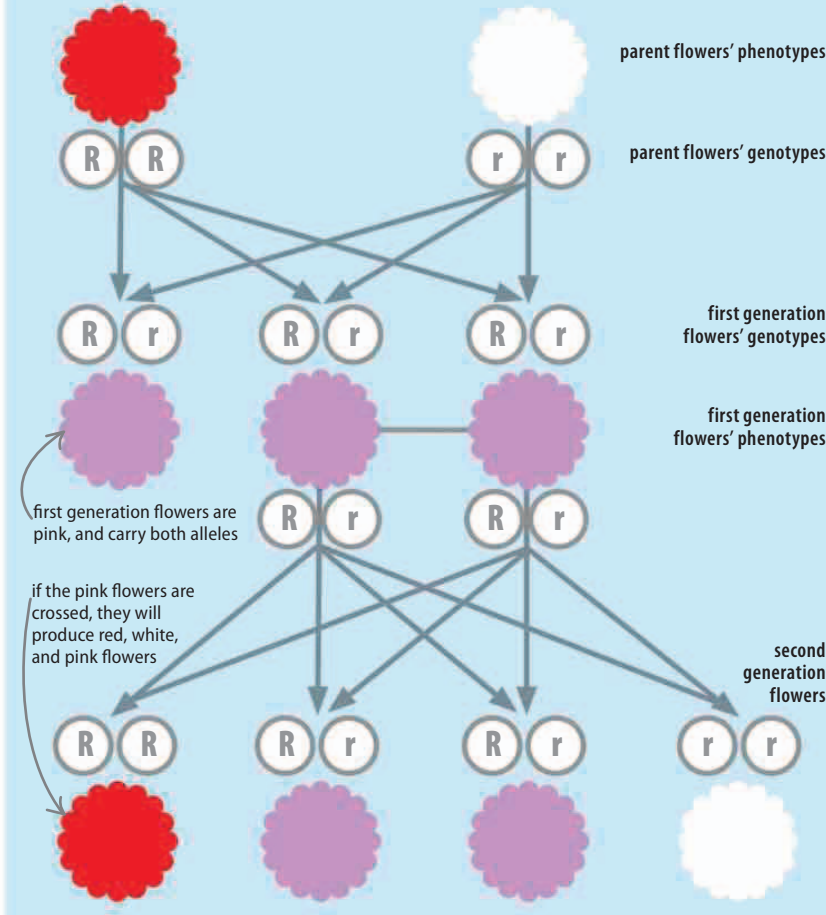 parent flowers' phenotypes
R R r r
parent flowers' genotypes
R r R r R r
first generation
flowers' genotypes
first generation
flowers' phenotypes
first generation flowers are
pink, and carry both alleles
R r R r
if the pink flowers are
crossed, they will
produce red, white,
and pink flowers
second
generation
flowers
R R R r R r r r